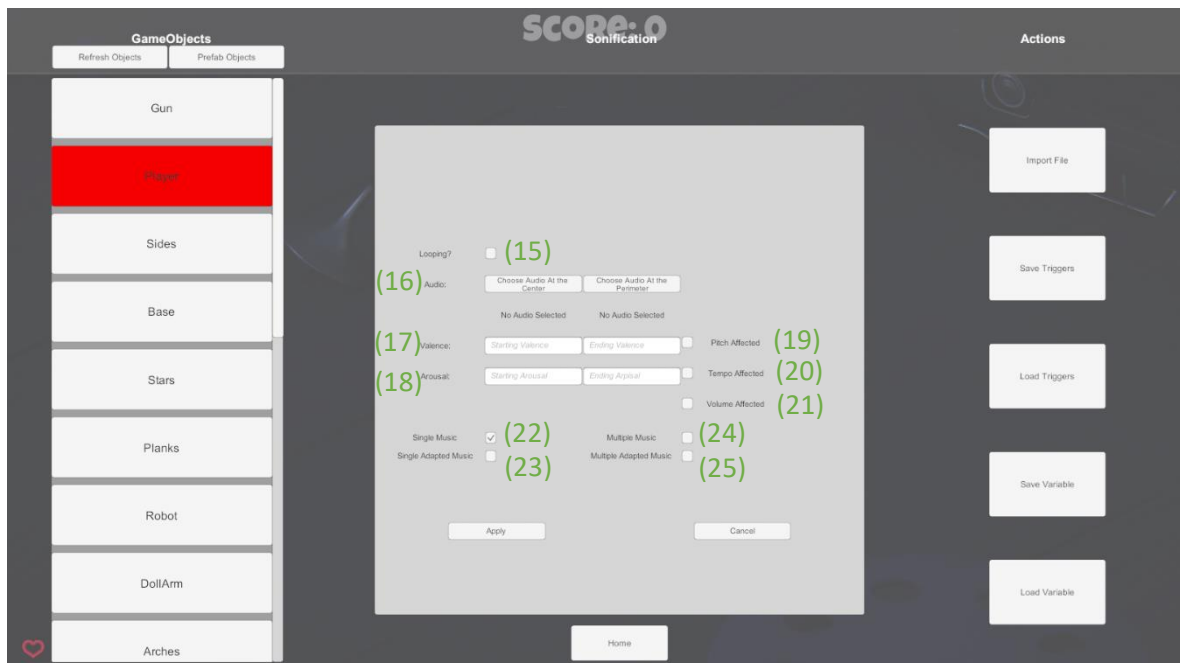 SCORE: 0
GameObjects
Sonification
Actions
Refresh Objects
Prefab Objects
Gun
Player
Sides
Base
Stars
Planks
Robot
DollArm
Arches
Looping?
(15)
(16)
Audio:
Choose Audio At the
Center
Choose Audio At the
Perimeter
No Audio Selected
No Audio Selected
(17)
Valence:
Starting Valence
Ending Valence
Pitch Affected
(19)
(18)
Arousal:
Starting Arousal
Ending Arpisar
Tempo Affected
(20)
Volume Affected
(21)
Single Music
(22)
Multiple Music
(24)
Single Adapted Music
(23)
Multiple Adapted Music
(25)
Apply
Cancel
Home
Import File
Save Triggers
Load Triggers
Save Variable
Load Variable